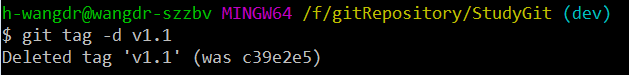 h-wangdr@wangdr-szzbv MINGW64 /f/gitRepository/StudyGit (dev)
$ git tag -d v1.1
Deleted tag 'v1.1' (was c39e2e5)